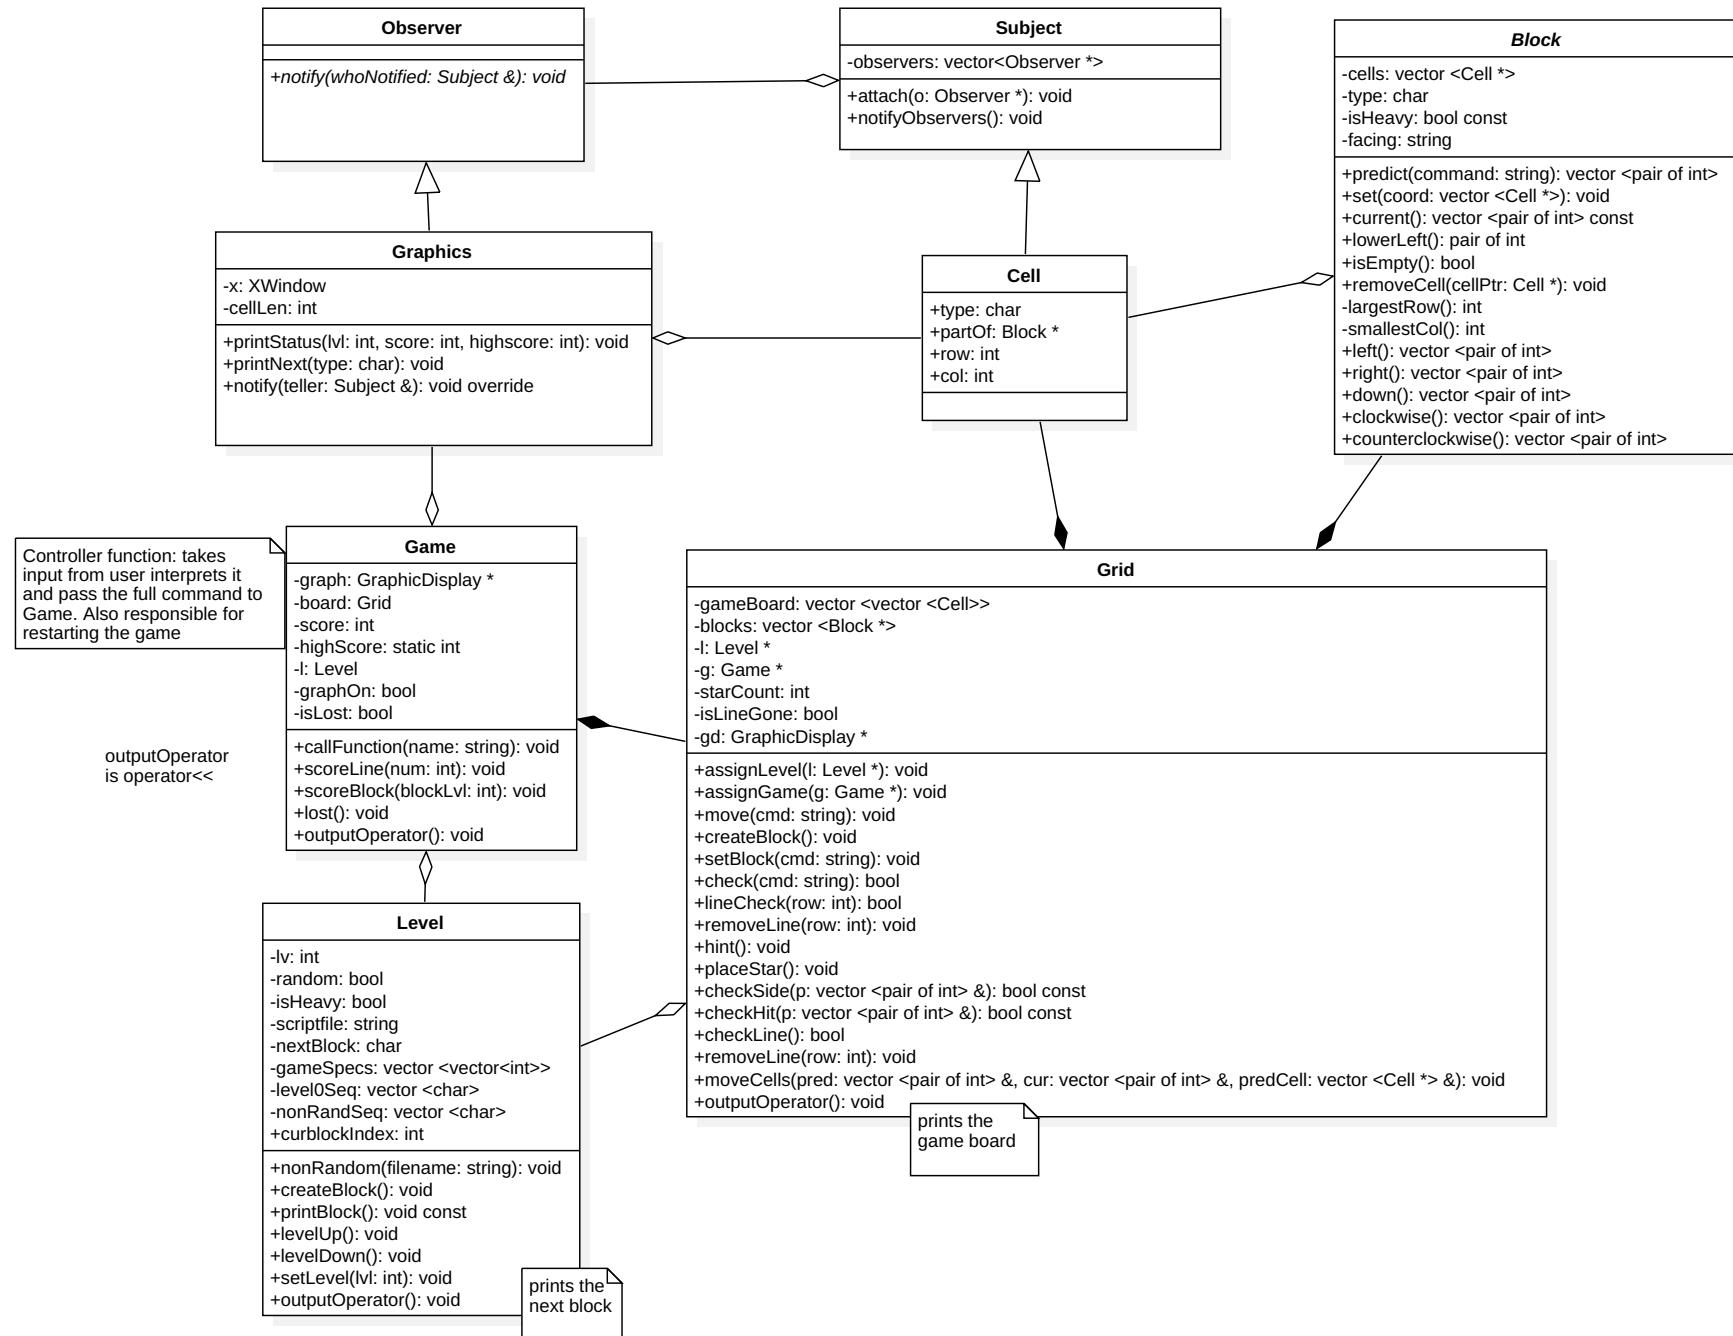 Observer
+notify(whoNotified: Subject &): void
Subject
-observers: vector<Observer *>
+attach(o: Observer *): void
+notifyObservers(): void
Block
-cells: vector <Cell *>
-type: char
-isHeavy: bool const
-facing: string
+predict(command: string): vector <pair of int>
+set(coord: vector <Cell *>): void
+current(): vector <pair of int> const
+lowerLeft(): pair of int
+isEmpty(): bool
+removeCell(cellPtr: Cell *): void
-largestRow(): int
-smallestCol(): int
+left(): vector <pair of int>
+right(): vector <pair of int>
+down(): vector <pair of int>
+clockwise(): vector <pair of int>
+counterclockwise(): vector <pair of int>
Graphics
-x: XWindow
-cellLen: int
+printStatus(lvl: int, score: int, highscore: int): void
+printNext(type: char): void
+notify(teller: Subject &): void override
Cell
+type: char
+partOf: Block *
+row: int
+col: int
Controller function: takes
input from user interprets it
and pass the full command to
Game. Also responsible for
restarting the game
Game
-graph: GraphicDisplay *
-board: Grid
-score: int
-highScore: static int
-l: Level
-graphOn: bool
-isLost: bool
+callFunction(name: string): void
+scoreLine(num: int): void
+scoreBlock(blockLvl: int): void
+lost(): void
+outputOperator(): void
outputOperator
is operator<<
Grid
-gameBoard: vector <vector <Cell>>
-blocks: vector <Block *>
-l: Level *
-g: Game *
-starCount: int
-isLineGone: bool
-gd: GraphicDisplay *
+assignLevel(l: Level *): void
+assignGame(g: Game *): void
+move(cmd: string): void
+createBlock(): void
+setBlock(cmd: string): void
+check(cmd: string): bool
+lineCheck(row: int): bool
+removeLine(row: int): void
+hint(): void
+placeStar(): void
+checkSide(p: vector <pair of int> &): bool const
+checkHit(p: vector <pair of int> &): bool const
+checkLine(): bool
+removeLine(row: int): void
+moveCells(pred: vector <pair of int> &, cur: vector <pair of int> &, predCell: vector <Cell *> &): void
+outputOperator(): void
prints the
game board
Level
-lv: int
-random: bool
-isHeavy: bool
-scriptfile: string
-nextBlock: char
-gameSpecs: vector <vector<int>>
-level0Seq: vector <char>
-nonRandSeq: vector <char>
+curblockIndex: int
+nonRandom(filename: string): void
+createBlock(): void
+printBlock(): void const
+levelUp(): void
+levelDown(): void
+setLevel(lvl: int): void
+outputOperator(): void
prints the
next block